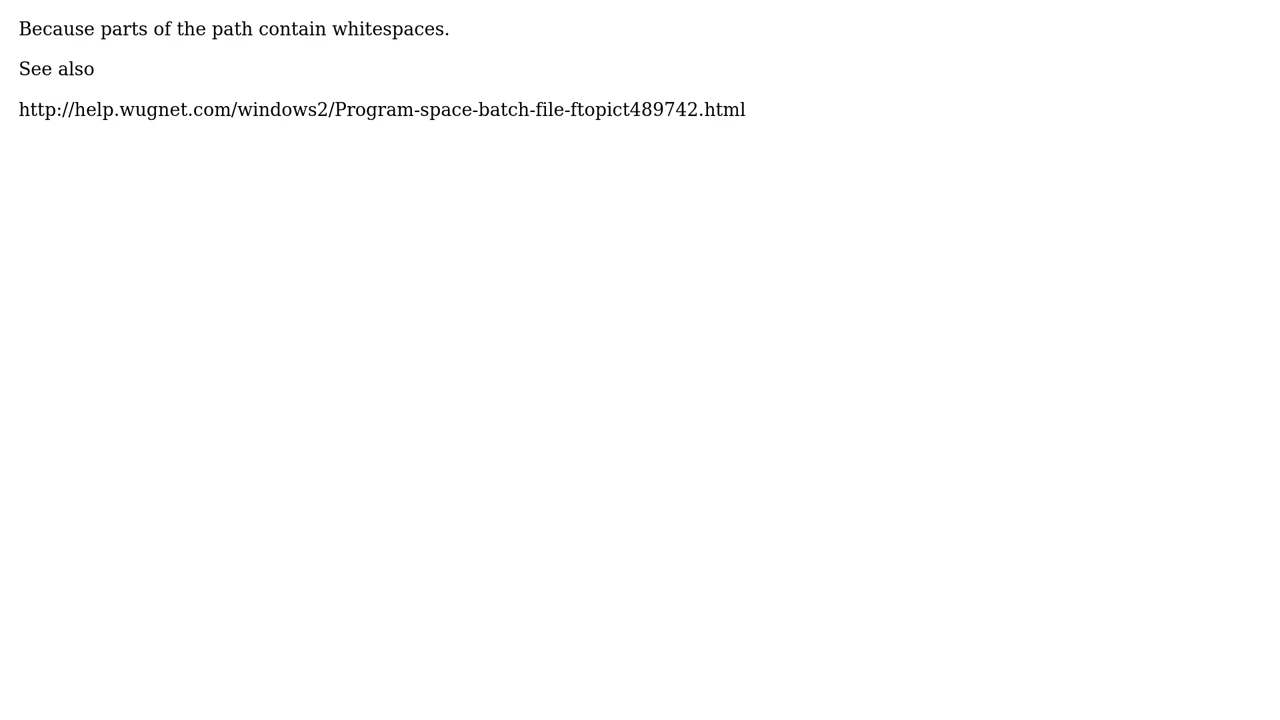 Because parts of the path contain whitespaces.
See also
http://help.wugnet.com/windows2/Program-space-batch-file-ftopict489742.html